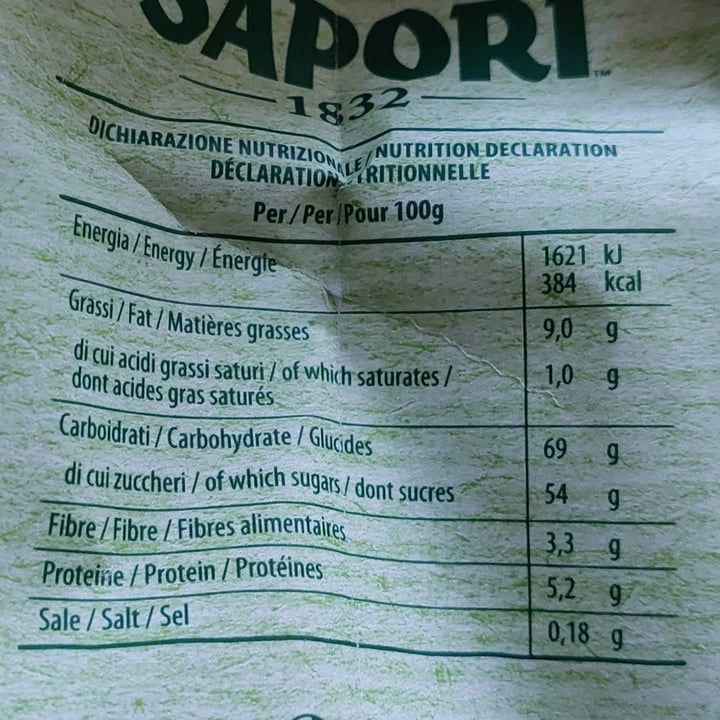 SAPORI™
1832
DICHIARAZIONE NUTRIZIONALE / NUTRITION DECLARATION
DÉCLARATION NUTRITIONNELLE
Per / Per / Pour 100g
Energia / Energy / Énergie 1621 kJ
384 kcal
Grassi / Fat / Matières grasses 9,0 g
di cui acidi grassi saturi / of which saturates / 1,0 g
dont acides gras saturés
Carboidrati / Carbohydrate / Glucides 69 g
di cui zuccheri / of which sugars / dont sucres 54 g
Fibre / Fibre / Fibres alimentaires 3,3 g
Proteine / Protein / Protéines 5,2 g
Sale / Salt / Sel 0,18 g